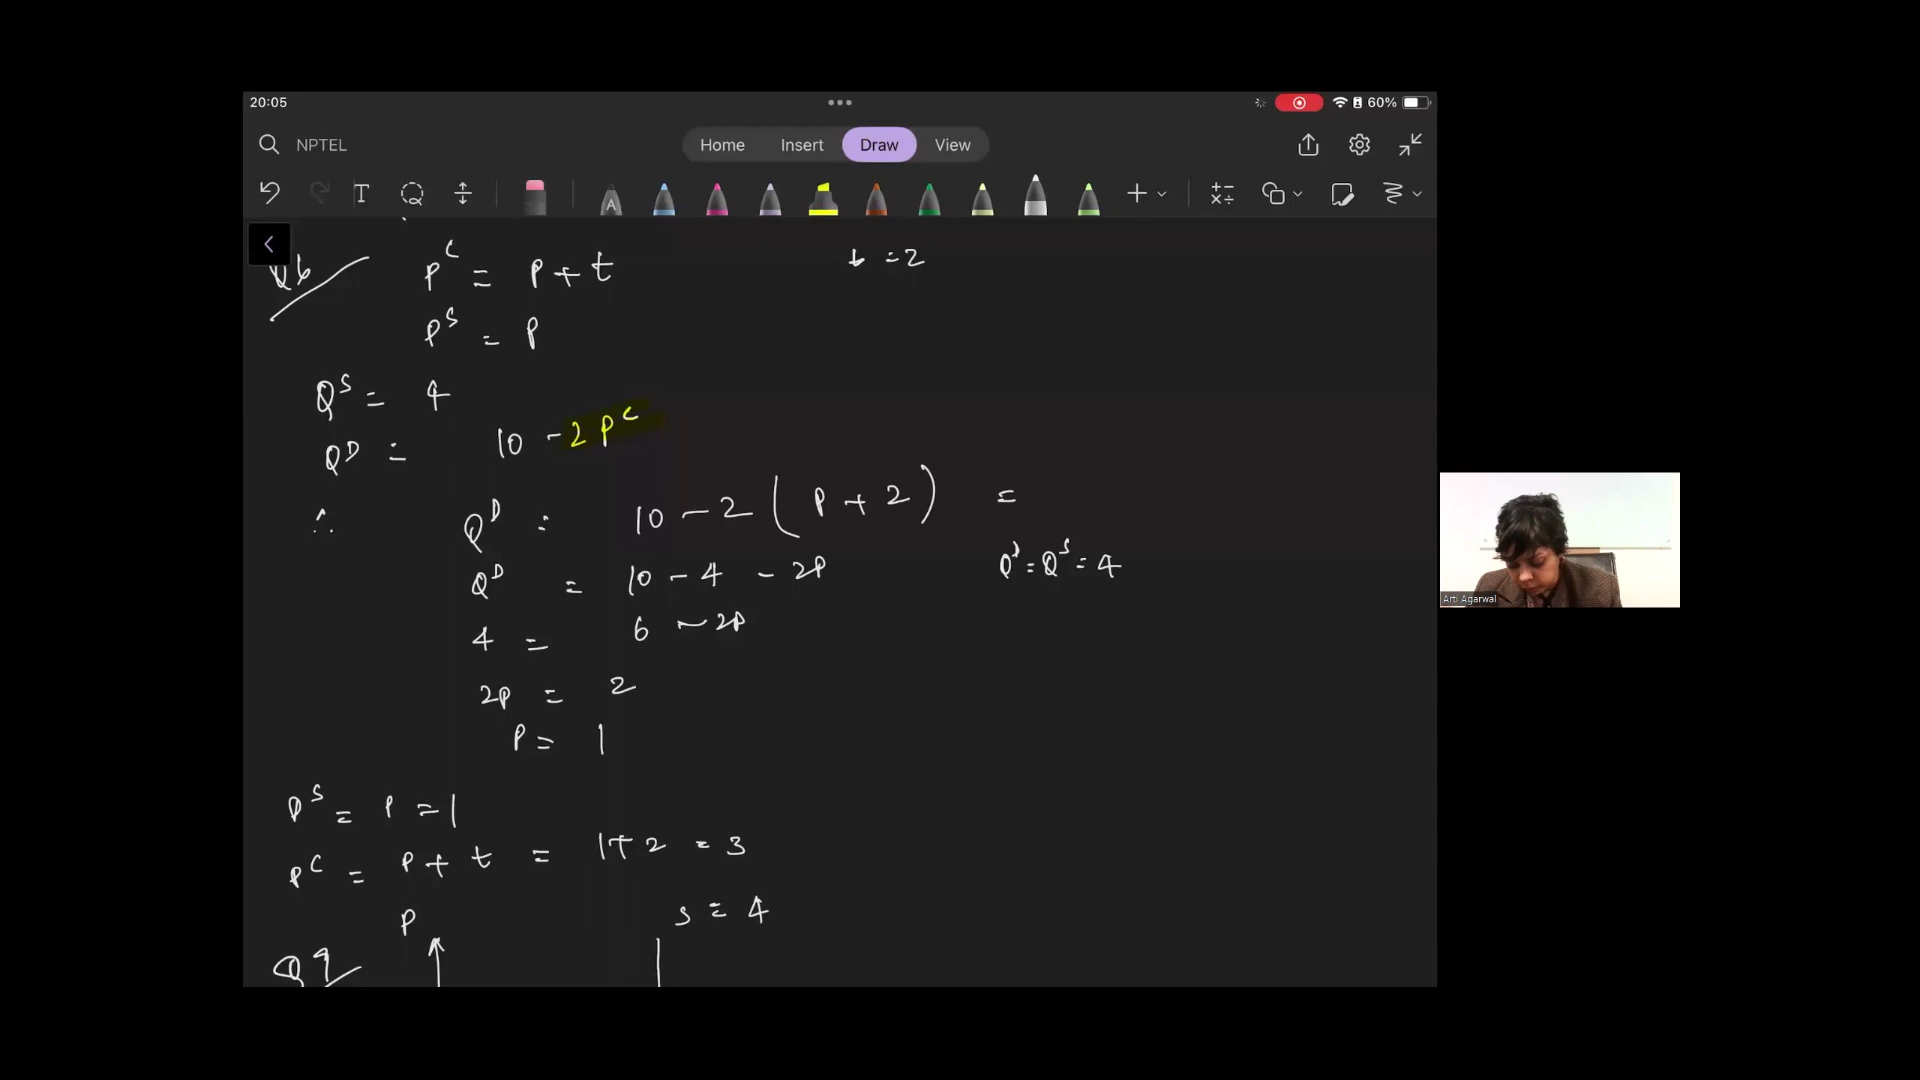 20:05
60%
NPTEL
Home Insert Draw View
A
Q6 P^C = P + t t = 2
P^S = P
Q^S = 4
Q^D = 10 - 2P^C
∴ Q^D = 10 - 2 (P + 2) =
Q^D = Q^S = 4
Q^D = 10 - 4 - 2P
4 = 6 - 2P
2P = 2
P = 1
P^S = P = 1
P^C = P + t = 1 + 2 = 3
P
S = 4
Q9
Arti Agarwal